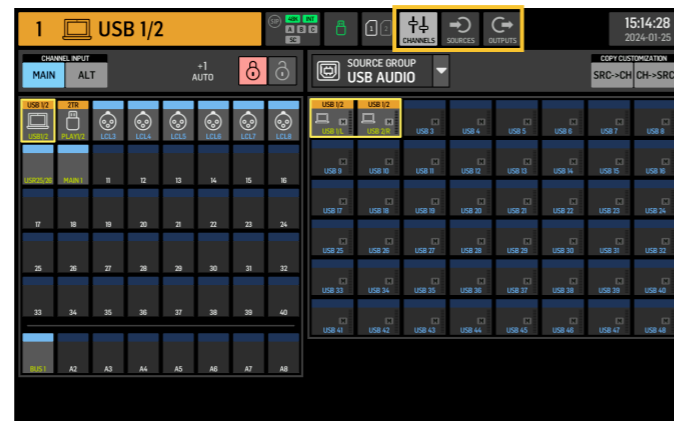 1 USB 1/2
SIP 48K INT
A B C
SC
1 2
CHANNELS SOURCES OUTPUTS
15:14:28
2024-01-25
CHANNEL INPUT
MAIN ALT
+1
AUTO
SOURCE GROUP
USB AUDIO
COPY CUSTOMIZATION
SRC->CH CH->SRC
USB 1/2 2TR
USB1/2 PLAY1/2 LCL3 LCL4 LCL5 LCL6 LCL7 LCL8
USB25/26 MAIN 1 11 12 13 14 15 16
17 18 19 20 21 22 23 24
25 26 27 28 29 30 31 32
33 34 35 36 37 38 39 40
BUS1 A2 A3 A4 A5 A6 A7 A8
USB 1/2 USB 1/2
USB 1/L USB 2/R USB 3 USB 4 USB 5 USB 6 USB 7 USB 8
USB 9 USB 10 USB 11 USB 12 USB 13 USB 14 USB 15 USB 16
USB 17 USB 18 USB 19 USB 20 USB 21 USB 22 USB 23 USB 24
USB 25 USB 26 USB 27 USB 28 USB 29 USB 30 USB 31 USB 32
USB 33 USB 34 USB 35 USB 36 USB 37 USB 38 USB 39 USB 40
USB 41 USB 42 USB 43 USB 44 USB 45 USB 46 USB 47 USB 48